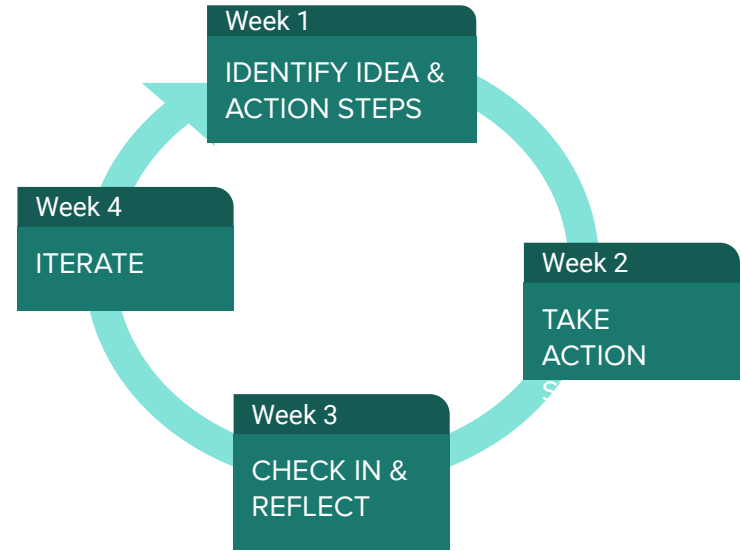 Week 1
IDENTIFY IDEA &
ACTION STEPS
Week 2
TAKE
ACTION
Week 3
CHECK IN &
REFLECT
Week 4
ITERATE